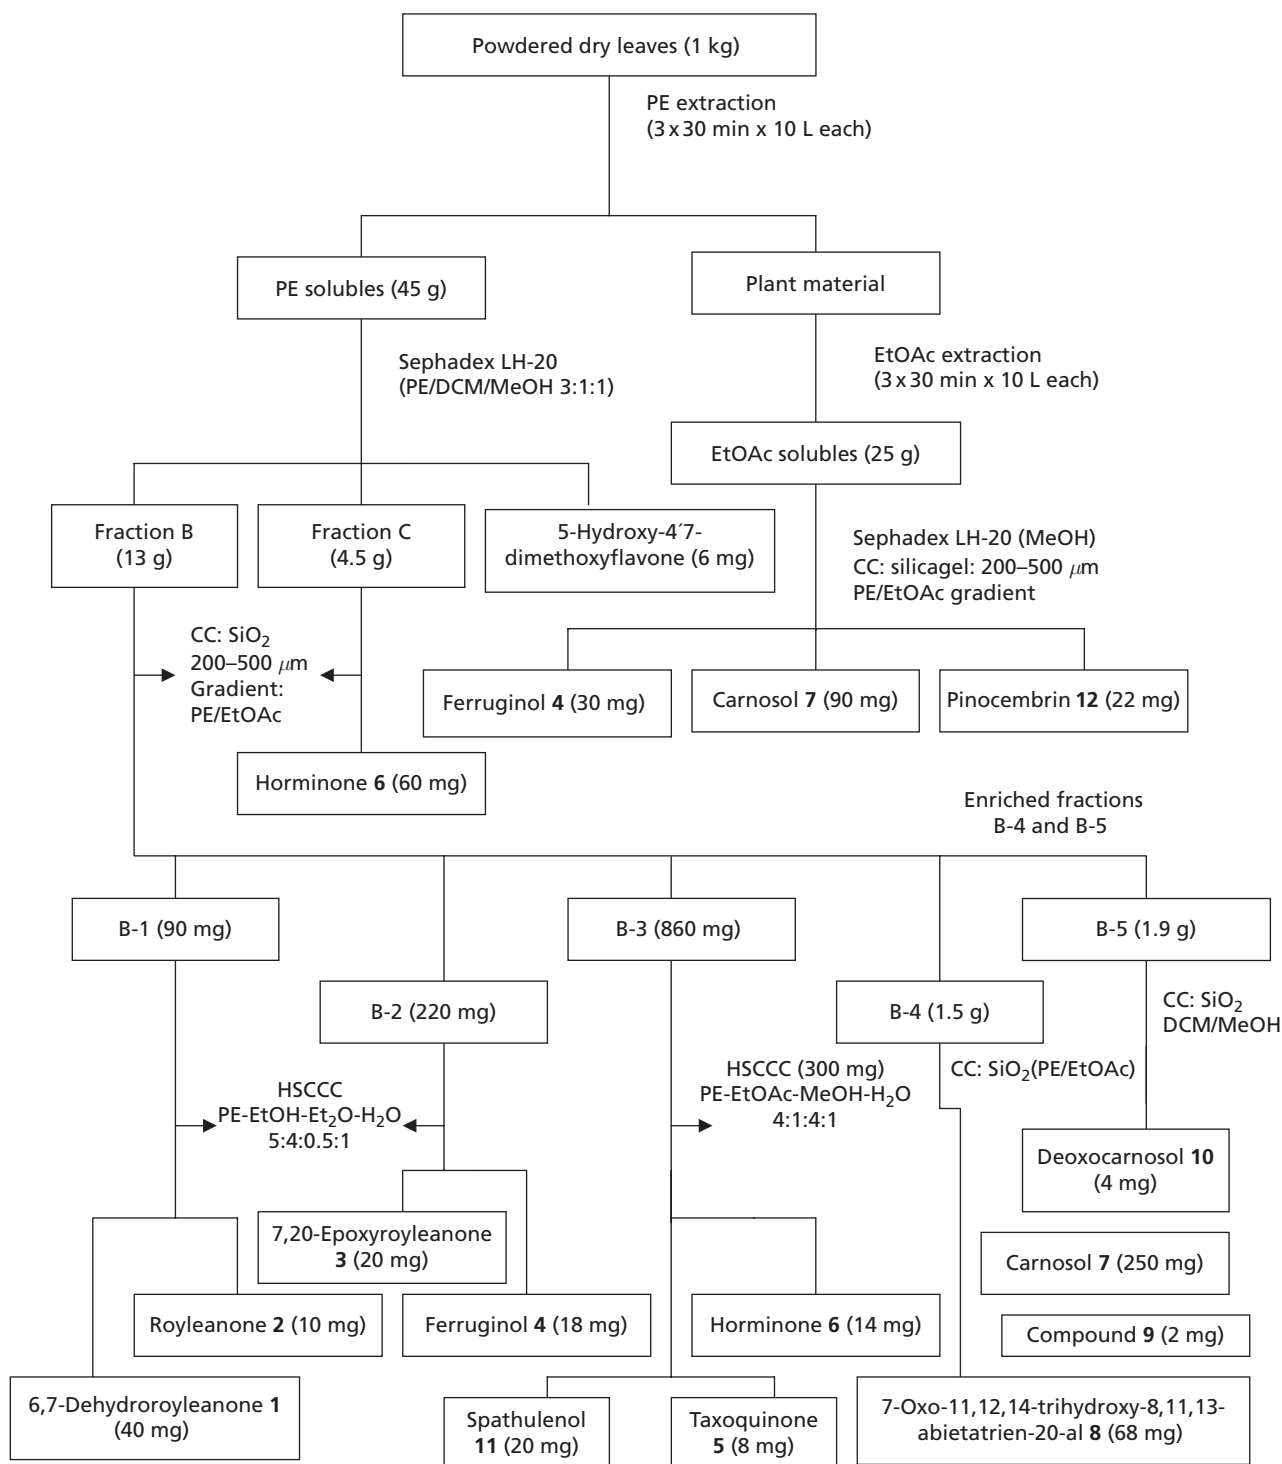 Powdered dry leaves (1 kg)
PE extraction
(3 x 30 min x 10 L each)
PE solubles (45 g)
Plant material
Sephadex LH-20
(PE/DCM/MeOH 3:1:1)
EtOAc extraction
(3 x 30 min x 10 L each)
EtOAc solubles (25 g)
Fraction B
(13 g)
Fraction C
(4.5 g)
5-Hydroxy-4′7-
dimethoxyflavone (6 mg)
Sephadex LH-20 (MeOH)
CC: silicagel: 200–500 μm
PE/EtOAc gradient
CC: SiO₂
200–500 μm
Gradient:
PE/EtOAc
Ferruginol 4 (30 mg)
Carnosol 7 (90 mg)
Pinocembrin 12 (22 mg)
Horminone 6 (60 mg)
Enriched fractions
B-4 and B-5
B-1 (90 mg)
B-3 (860 mg)
B-5 (1.9 g)
B-2 (220 mg)
B-4 (1.5 g)
CC: SiO₂
DCM/MeOH
HSCCC
PE-EtOH-Et₂O-H₂O
5:4:0.5:1
HSCCC (300 mg)
PE-EtOAc-MeOH-H₂O
4:1:4:1
CC: SiO₂(PE/EtOAc)
Deoxocarnosol 10
(4 mg)
7,20-Epoxyroyleanone
3 (20 mg)
Carnosol 7 (250 mg)
Royleanone 2 (10 mg)
Ferruginol 4 (18 mg)
Horminone 6 (14 mg)
Compound 9 (2 mg)
6,7-Dehydroroyleanone 1
(40 mg)
Spathulenol
11 (20 mg)
Taxoquinone
5 (8 mg)
7-Oxo-11,12,14-trihydroxy-8,11,13-
abietatrien-20-al 8 (68 mg)